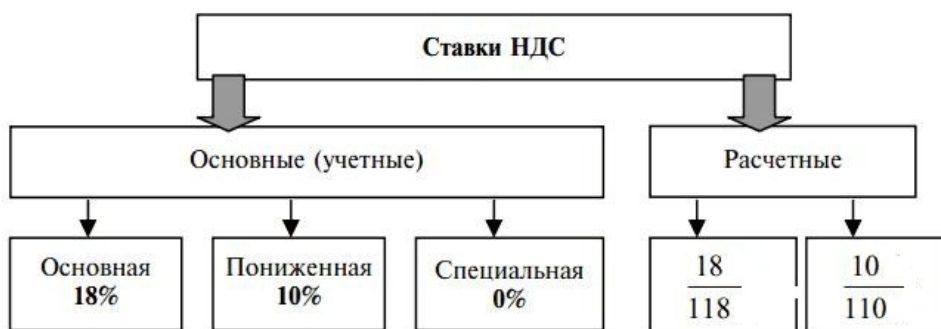 Ставки НДС
Основные (учетные)
Расчетные
Основная
18%
Пониженная
10%
Специальная
0%
18
118
10
110